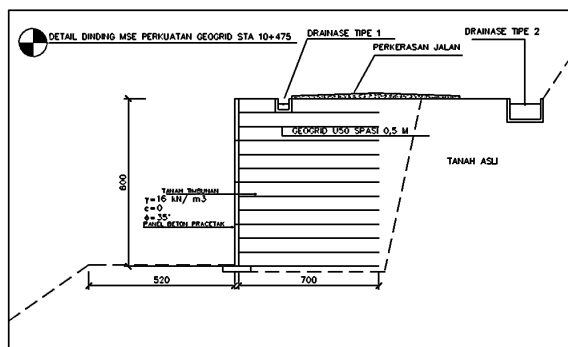 DETAIL DINDING MSE PERKUATAN GEOGRID STA 10+475
DRAINASE TIPE 1
DRAINASE TIPE 2
PERKERASAN JALAN
GEOGRID U50 SPASI 0,5 M
TANAH ASLI
600
TANAH TIMBUNAN
γ=16 kN/ m3
c=0
ϕ=35°
PANEL BETON PRACETAK
520
700